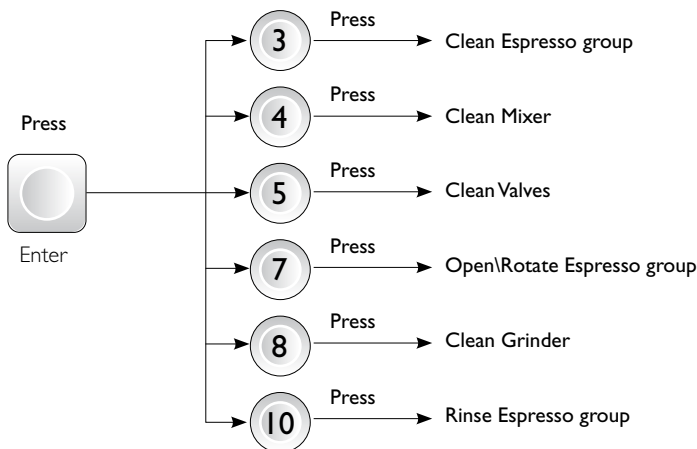 Press
Enter
3
Press
Clean Espresso group
4
Press
Clean Mixer
5
Press
Clean Valves
7
Press
Open\Rotate Espresso group
8
Press
Clean Grinder
10
Press
Rinse Espresso group